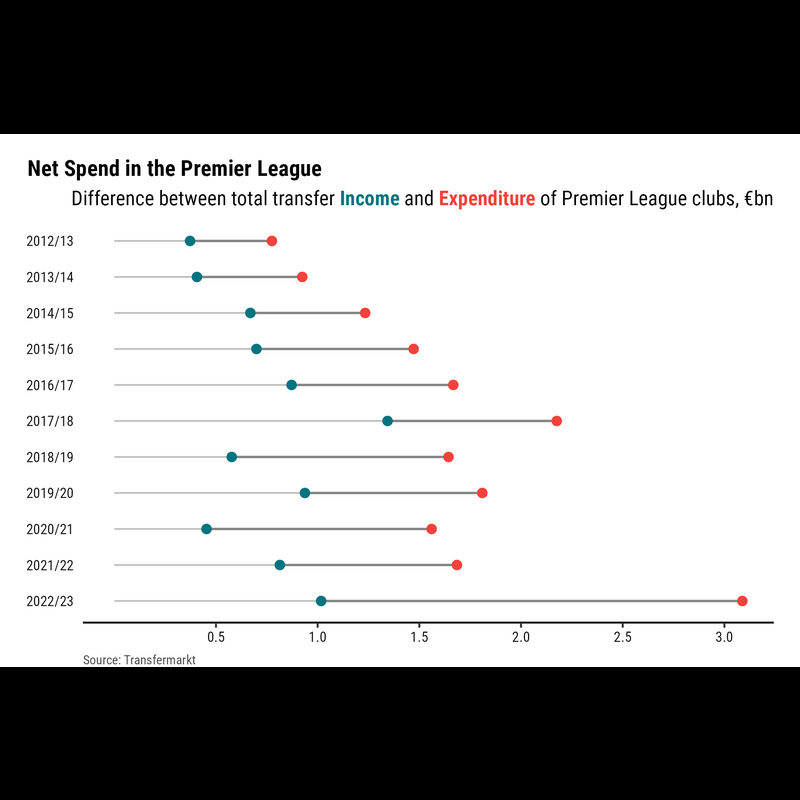 Net Spend in the Premier League
Difference between total transfer Income and Expenditure of Premier League clubs, €bn
2012/13
2013/14
2014/15
2015/16
2016/17
2017/18
2018/19
2019/20
2020/21
2021/22
2022/23
0.5 1.0 1.5 2.0 2.5 3.0
Source: Transfermarkt